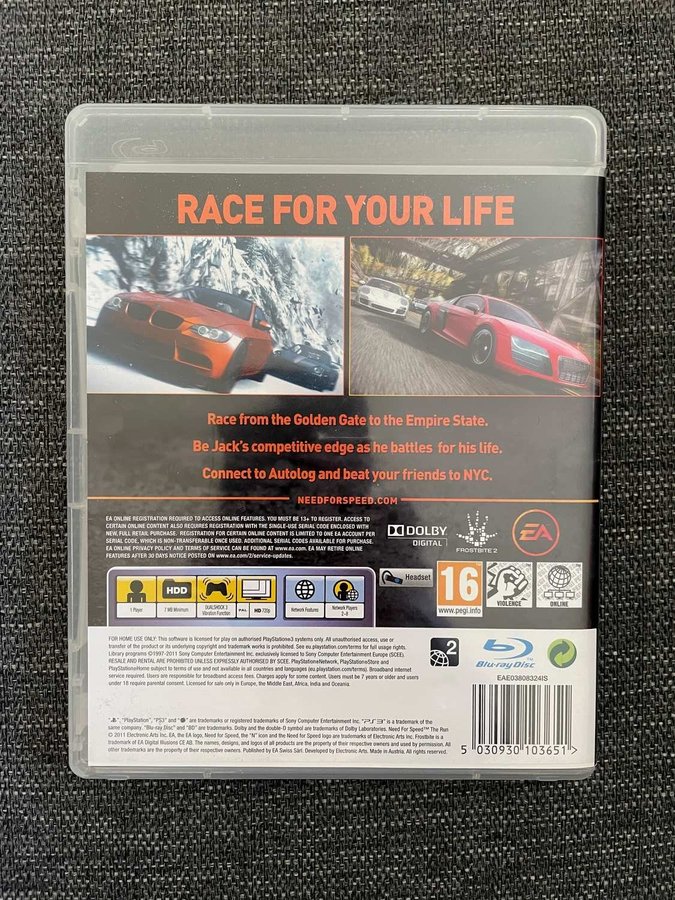 RACE FOR YOUR LIFE
Race from the Golden Gate to the Empire State.
Be Jack's competitive edge as he battles for his life.
Connect to Autolog and beat your friends to NYC.
NEEDFORSPEED.COM
EA ONLINE REGISTRATION REQUIRED TO ACCESS ONLINE FEATURES. YOU MUST BE 13+ TO REGISTER. ACCESS TO
CERTAIN ONLINE CONTENT ALSO REQUIRES REGISTRATION WITH THE SINGLE-USE SERIAL CODE ENCLOSED WITH
NEW, FULL RETAIL PURCHASE. REGISTRATION FOR CERTAIN ONLINE CONTENT IS LIMITED TO ONE EA ACCOUNT PER
SERIAL CODE, WHICH IS NON-TRANSFERABLE ONCE USED. ADDITIONAL SERIAL CODES AVAILABLE FOR PURCHASE.
EA ONLINE PRIVACY POLICY AND TERMS OF SERVICE CAN BE FOUND AT www.ea.com. EA MAY RETIRE ONLINE
FEATURES AFTER 30 DAYS NOTICE POSTED ON www.ea.com/2/service-updates.
DOLBY
DIGITAL
FROSTBITE 2
EA
HDD
1 Player
7 MB Minimum
DUALSHOCK 3
Vibration Function
PAL
HD 720p
Network Features
Network Players
2-8
Headset
16
www.pegi.info
VIOLENCE
ONLINE
FOR HOME USE ONLY: This software is licensed for play on authorised PlayStation3 systems only. All unauthorised access, use or
transfer of the product or its underlying copyright and trademark works is prohibited. See eu.playstation.com/terms for full usage rights.
Library programs ©1997-2011 Sony Computer Entertainment Inc. exclusively licensed to Sony Computer Entertainment Europe (SCEE).
RESALE AND RENTAL ARE PROHIBITED UNLESS EXPRESSLY AUTHORISED BY SCEE. PlayStationNetwork, PlayStationStore and
PlayStationHome subject to terms of use and not available in all countries and languages (eu.playstation.com/terms). Broadband internet
service required. Users are responsible for broadband access fees. Charges apply for some content. Users must be 7 years or older and users
under 18 require parental consent. Licensed for sale only in Europe, the Middle East, Africa, India and Oceania.
2
Blu-ray Disc
EAE03808324IS
"PlayStation", "PS3" and are trademarks or registered trademarks of Sony Computer Entertainment Inc. "PS3" is a trademark of the
same company. "Blu-ray Disc" and "BD" are trademarks. Dolby and the double-D symbol are trademarks of Dolby Laboratories. Need for Speed™ The Run
© 2011 Electronic Arts Inc. EA, the EA logo, Need for Speed, the "N" icon and the Need for Speed logo are trademarks of Electronic Arts Inc. Frostbite is a
trademark of EA Digital Illusions CE AB. The names, designs, and logos of all products are the property of their respective owners and used by permission. All
other trademarks are the property of their respective owners. Published by EA Swiss Sàrl. Developed by Electronic Arts. Made in Austria. All rights reserved.
5 030930 103651 >